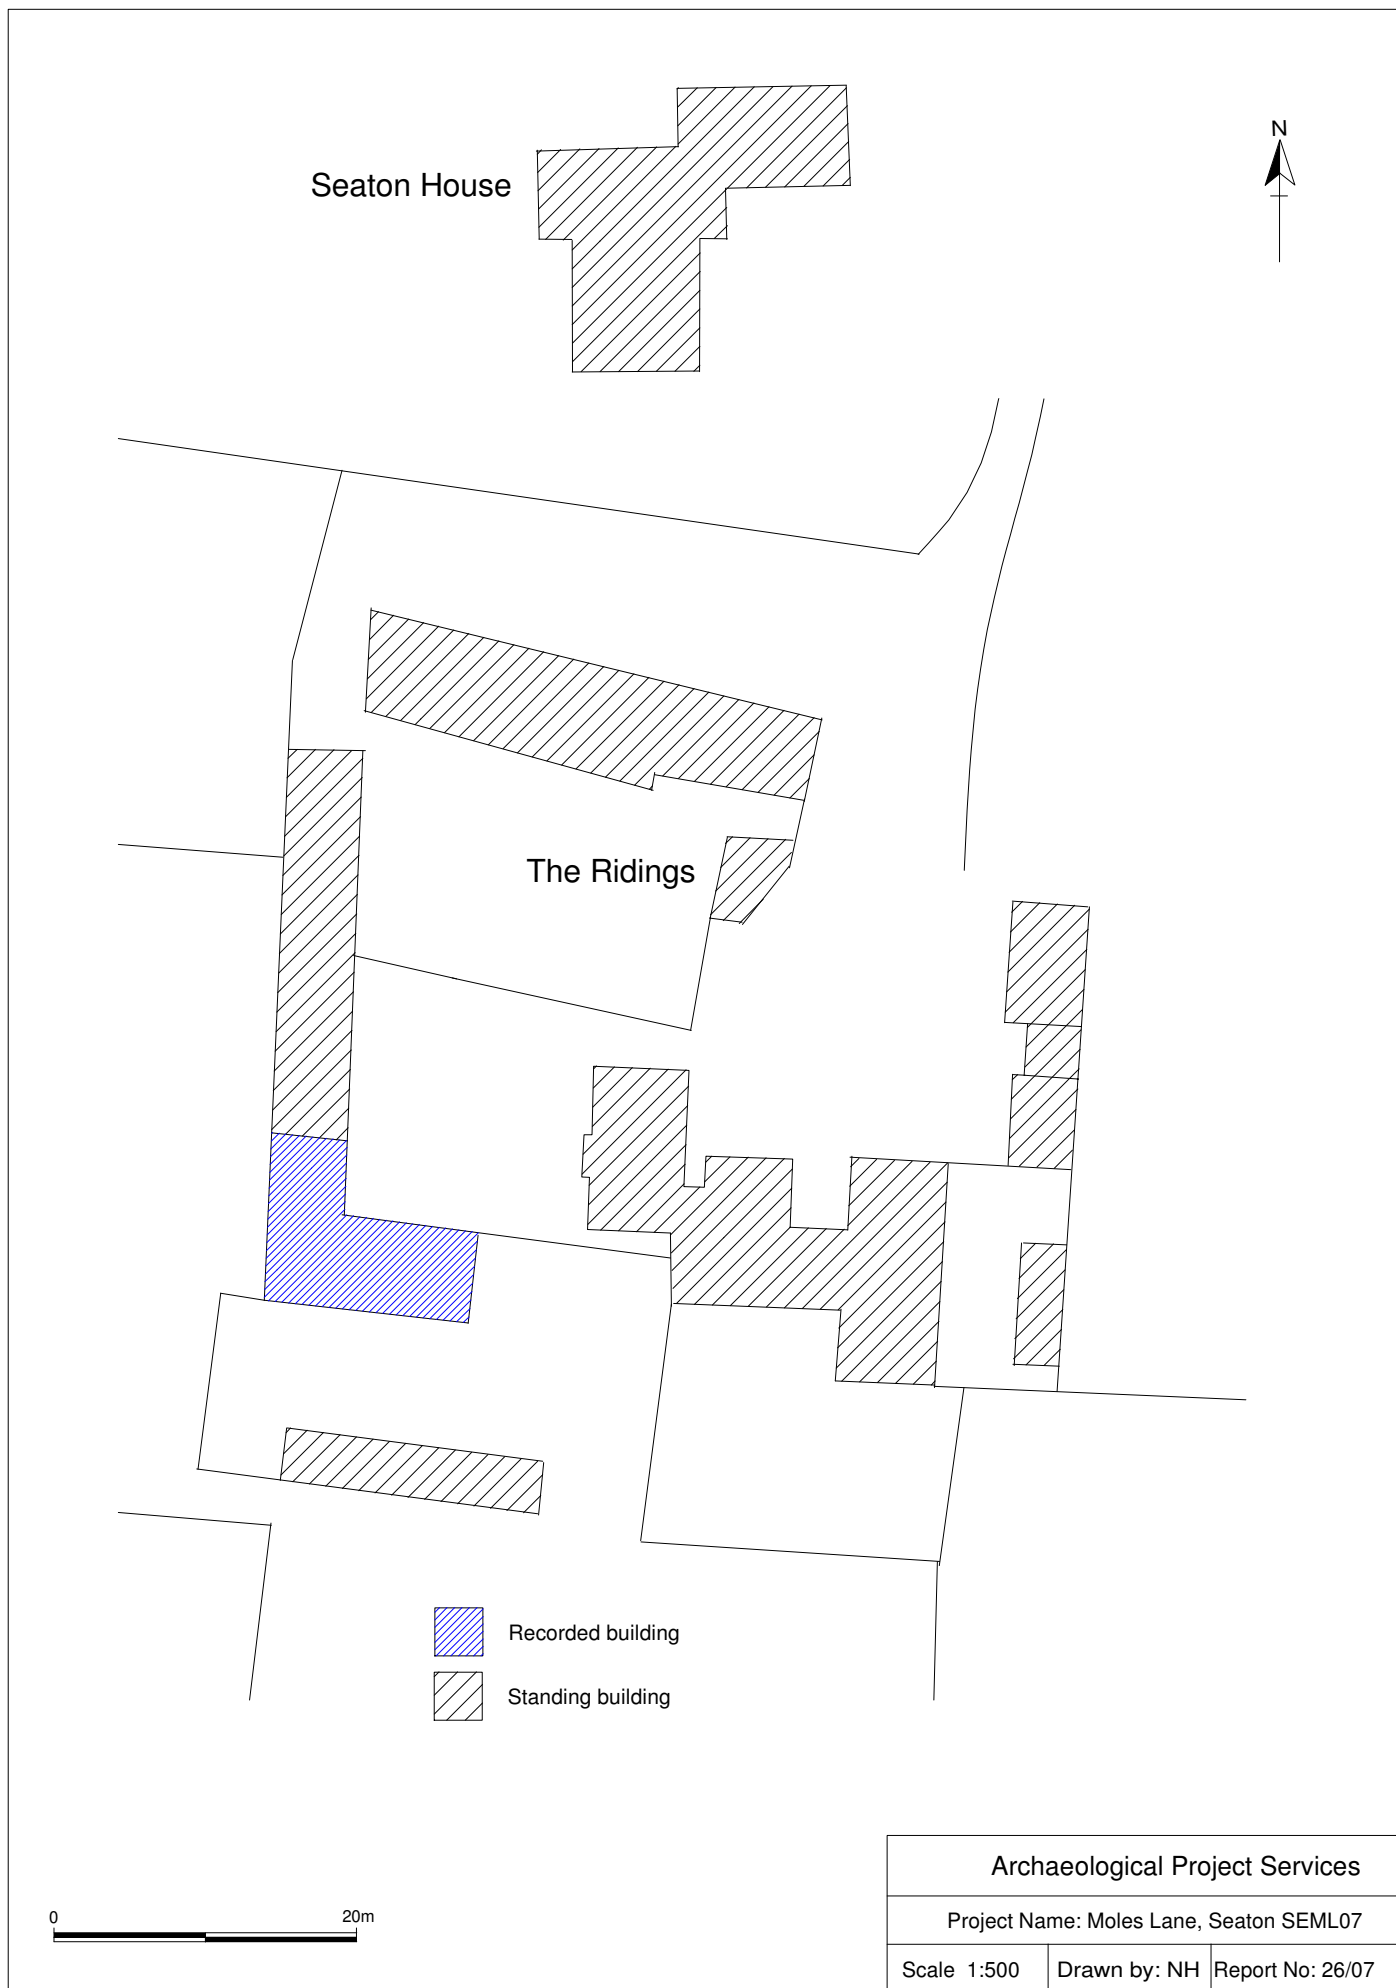 N
Seaton House
The Ridings
Recorded building
Standing building
0 20m
Archaeological Project Services
Project Name: Moles Lane, Seaton SEML07
Scale 1:500 Drawn by: NH Report No: 26/07